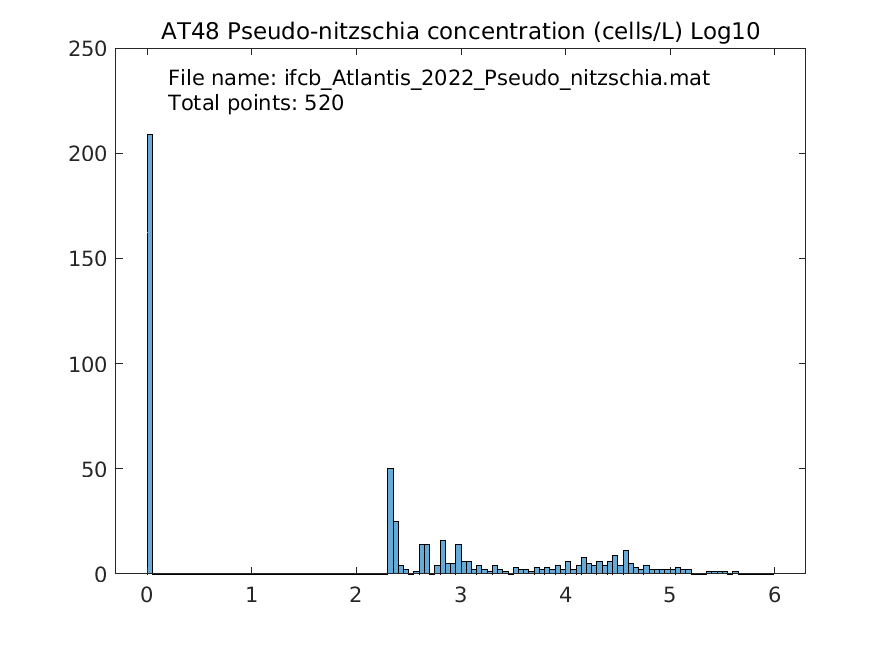 AT48 Pseudo-nitzschia concentration (cells/L) Log10
File name: ifcb_Atlantis_2022_Pseudo_nitzschia.mat
Total points: 520
250
200
150
100
50
0
0 1 2 3 4 5 6